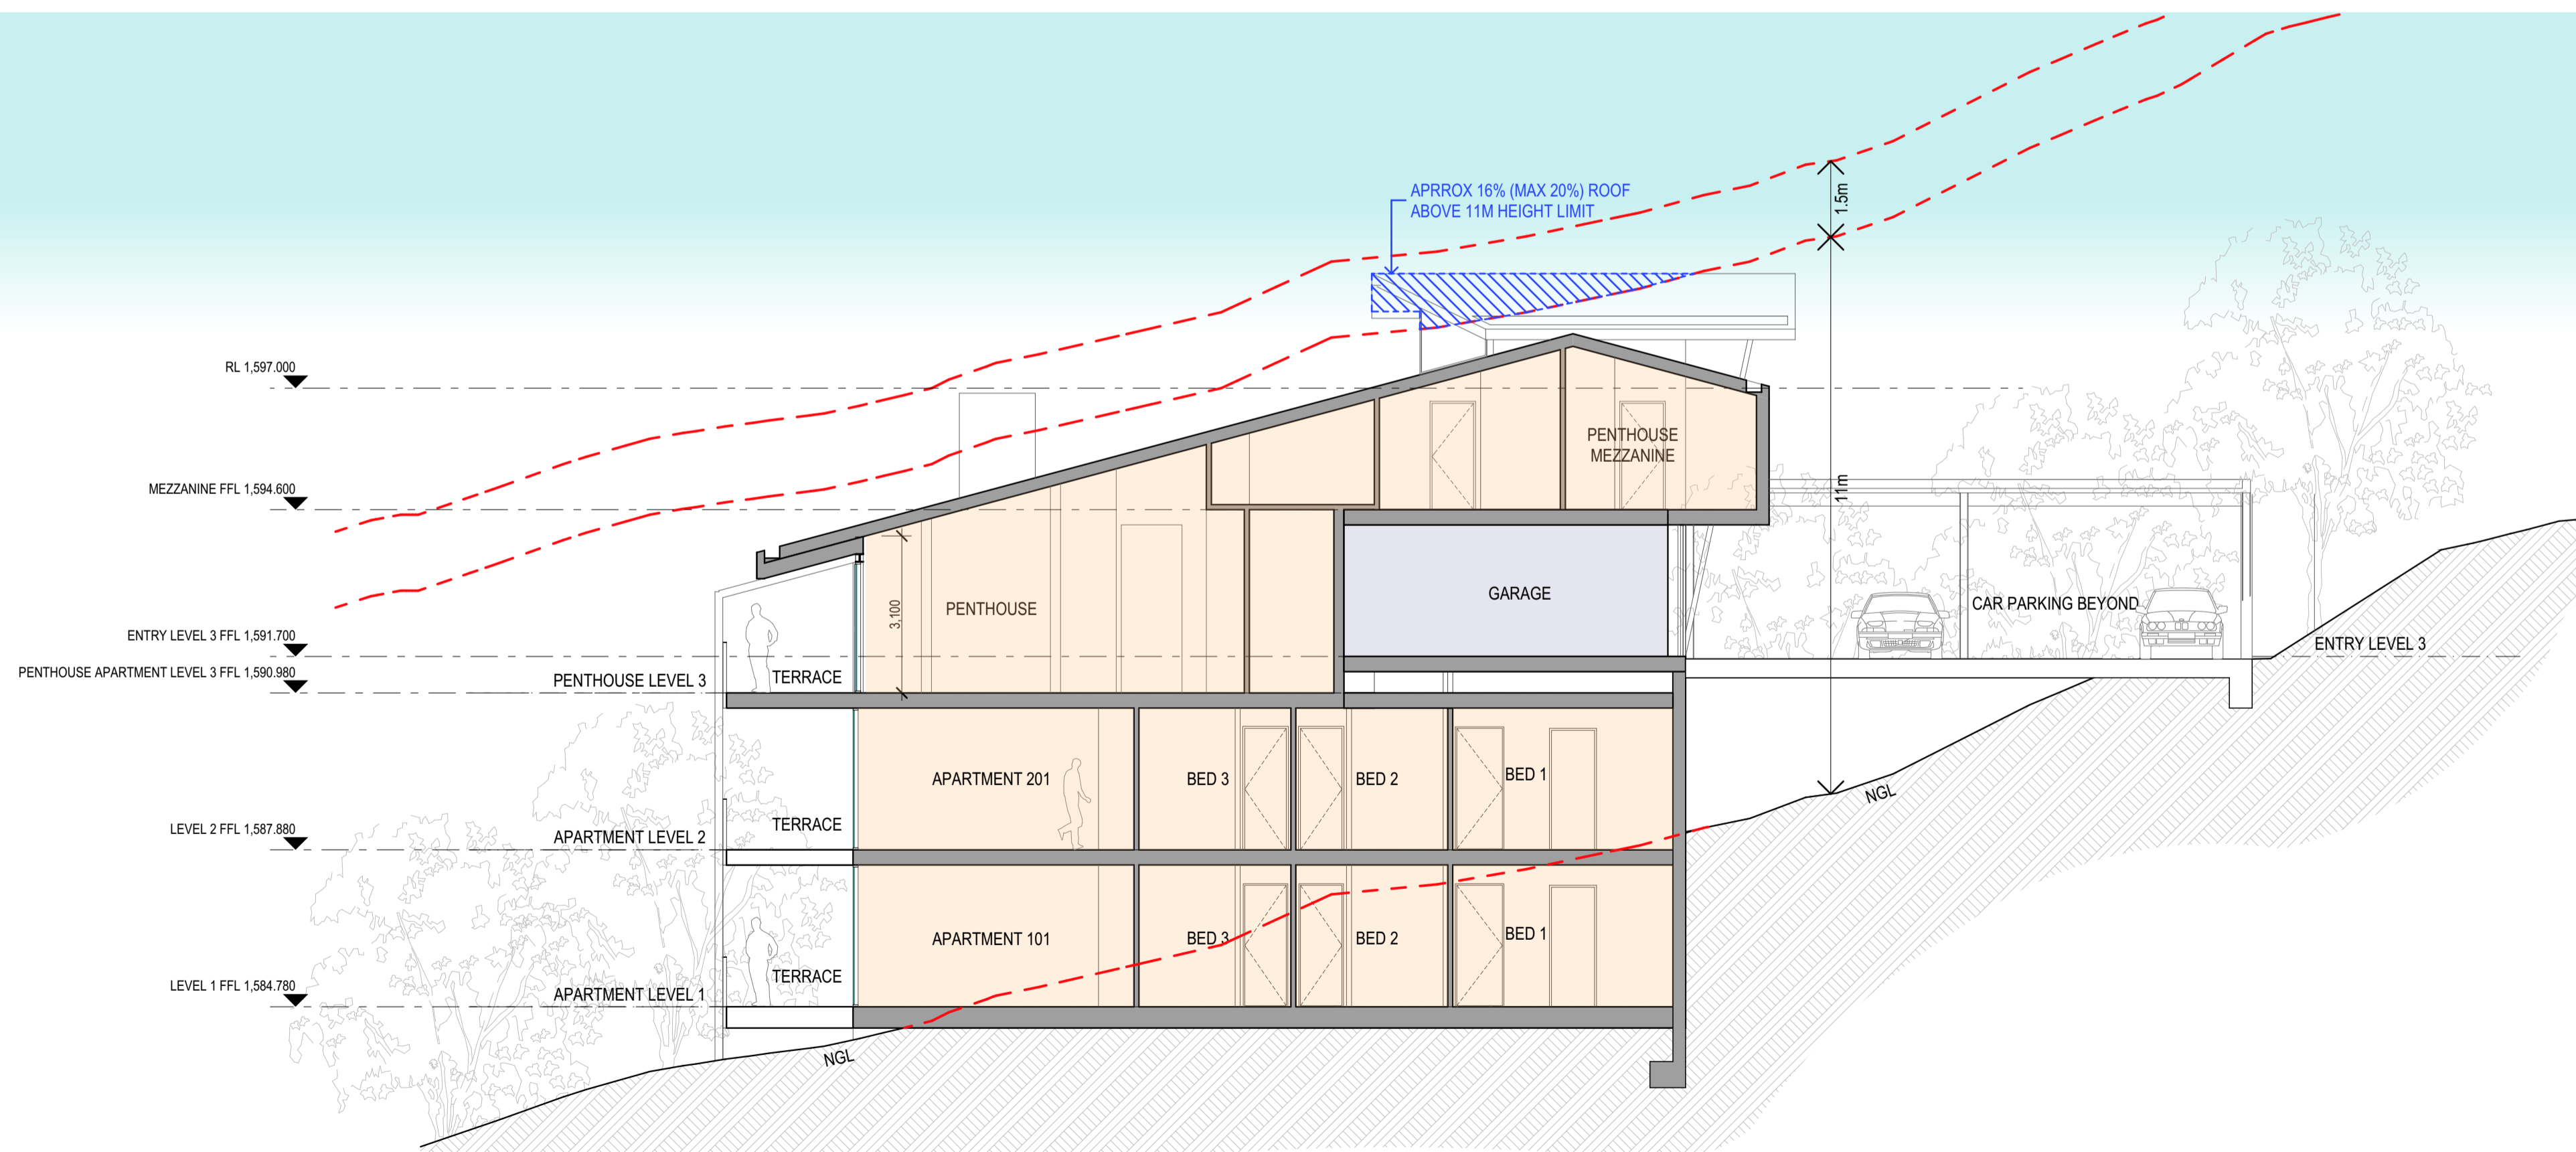 APRROX 16% (MAX 20%) ROOF
ABOVE 11M HEIGHT LIMIT
1.5m
RL 1,597.000
PENTHOUSE
MEZZANINE
MEZZANINE FFL 1,594.600
11m
GARAGE
3,100
PENTHOUSE
CAR PARKING BEYOND
ENTRY LEVEL 3 FFL 1,591.700
ENTRY LEVEL 3
PENTHOUSE APARTMENT LEVEL 3 FFL 1,590.980
PENTHOUSE LEVEL 3
TERRACE
APARTMENT 201
BED 3
BED 2
BED 1
NGL
LEVEL 2 FFL 1,587.880
APARTMENT LEVEL 2
TERRACE
APARTMENT 101
BED 3
BED 2
BED 1
LEVEL 1 FFL 1,584.780
APARTMENT LEVEL 1
TERRACE
NGL